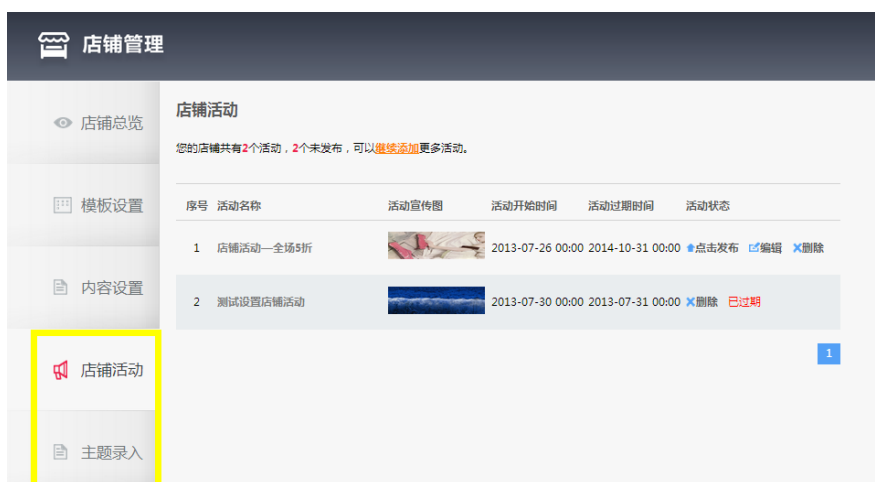 店铺管理
店铺总览
模板设置
内容设置
店铺活动
主题录入
店铺活动
您的店铺共有2个活动，2个未发布，可以继续添加更多活动。
序号 活动名称 活动宣传图 活动开始时间 活动过期时间 活动状态
1 店铺活动—全场5折 2013-07-26 00:00 2014-10-31 00:00 点击发布 编辑 删除
2 测试设置店铺活动 2013-07-30 00:00 2013-07-31 00:00 删除 已过期
1